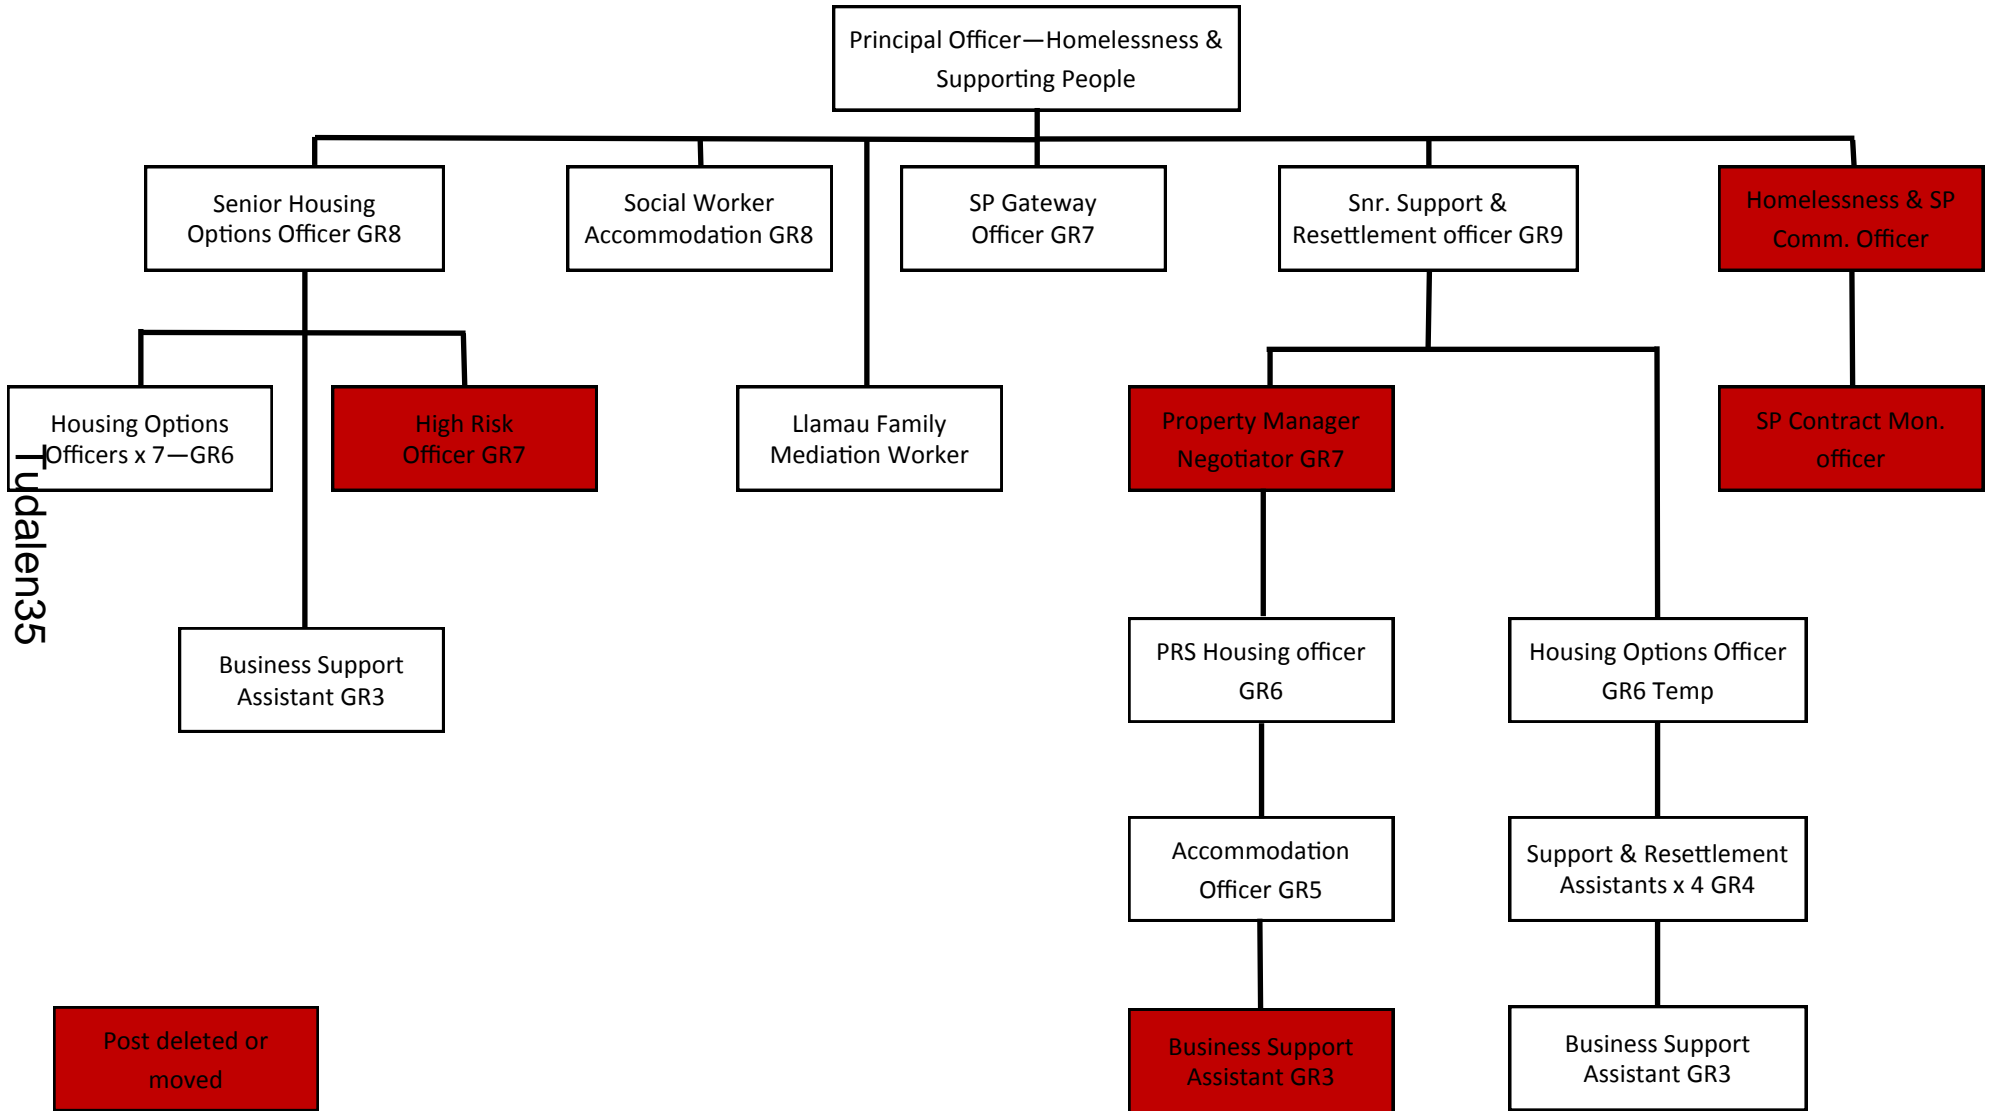 Principal Officer—Homelessness &
Supporting People
Senior Housing
Options Officer GR8
Social Worker
Accommodation GR8
SP Gateway
Officer GR7
Snr. Support &
Resettlement officer GR9
Homelessness & SP
Comm. Officer
Housing Options
Officers x 7—GR6
High Risk
Officer GR7
Llamau Family
Mediation Worker
Property Manager
Negotiator GR7
SP Contract Mon.
officer
Tudalen35
Business Support
Assistant GR3
PRS Housing officer
GR6
Housing Options Officer
GR6 Temp
Accommodation
Officer GR5
Support & Resettlement
Assistants x 4 GR4
Post deleted or
moved
Business Support
Assistant GR3
Business Support
Assistant GR3